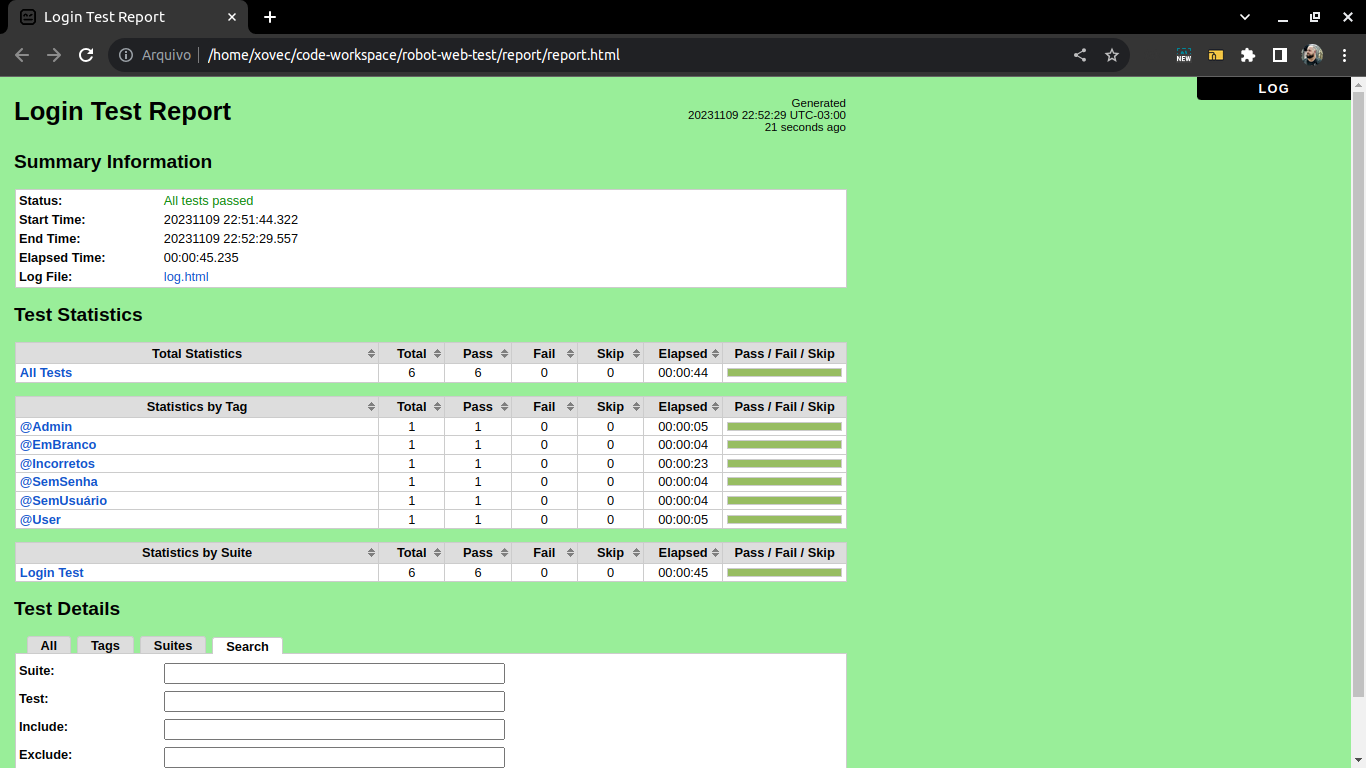 Login Test Report
Arquivo /home/xovec/code-workspace/robot-web-test/report/report.html
NEW
LOG
Login Test Report
Generated
20231109 22:52:29 UTC-03:00
21 seconds ago
Summary Information
Status: All tests passed
Start Time: 20231109 22:51:44.322
End Time: 20231109 22:52:29.557
Elapsed Time: 00:00:45.235
Log File: log.html
Test Statistics
Total Statistics Total Pass Fail Skip Elapsed Pass / Fail / Skip
All Tests 6 6 0 0 00:00:44
Statistics by Tag Total Pass Fail Skip Elapsed Pass / Fail / Skip
@Admin 1 1 0 0 00:00:05
@EmBranco 1 1 0 0 00:00:04
@Incorretos 1 1 0 0 00:00:23
@SemSenha 1 1 0 0 00:00:04
@SemUsuário 1 1 0 0 00:00:04
@User 1 1 0 0 00:00:05
Statistics by Suite Total Pass Fail Skip Elapsed Pass / Fail / Skip
Login Test 6 6 0 0 00:00:45
Test Details
All Tags Suites Search
Suite:
Test:
Include:
Exclude: